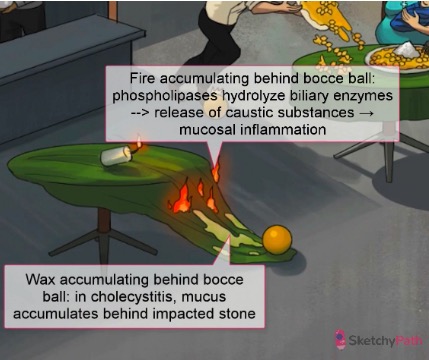 Fire accumulating behind bocce ball:
phospholipases hydrolyze biliary enzymes
--> release of caustic substances →
mucosal inflammation
Wax accumulating behind bocce
ball: in cholecystitis, mucus
accumulates behind impacted stone
SketchyPath